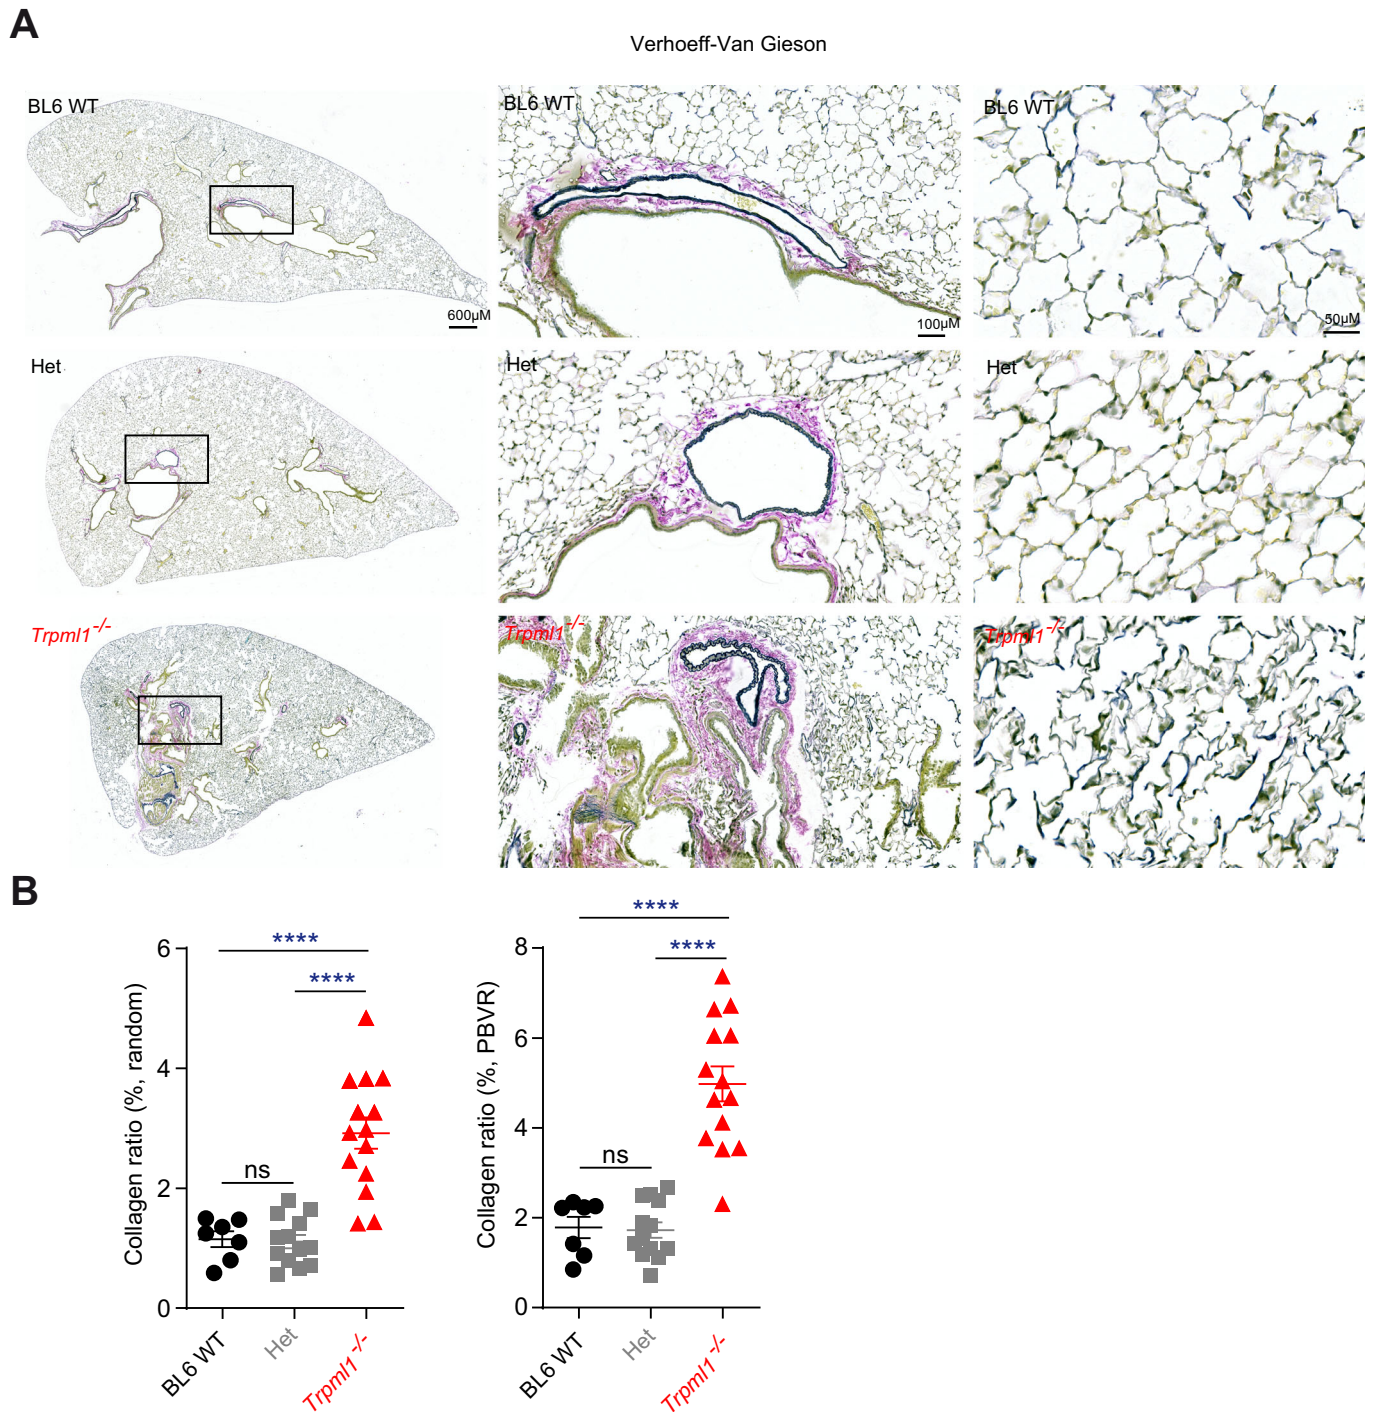 A
Verhoeff-Van Gieson
BL6 WT
BL6 WT
BL6 WT
600µM
100µM
50µM
Het
Het
Het
Trpml1-/-
Trpml1-/-
Trpml1-/-
B
Collagen ratio (%, random)
6
4
2
0
****
****
ns
BL6 WT
Het
Trpml1-/-
Collagen ratio (%, PBVR)
8
6
4
2
0
****
****
ns
BL6 WT
Het
Trpml1-/-